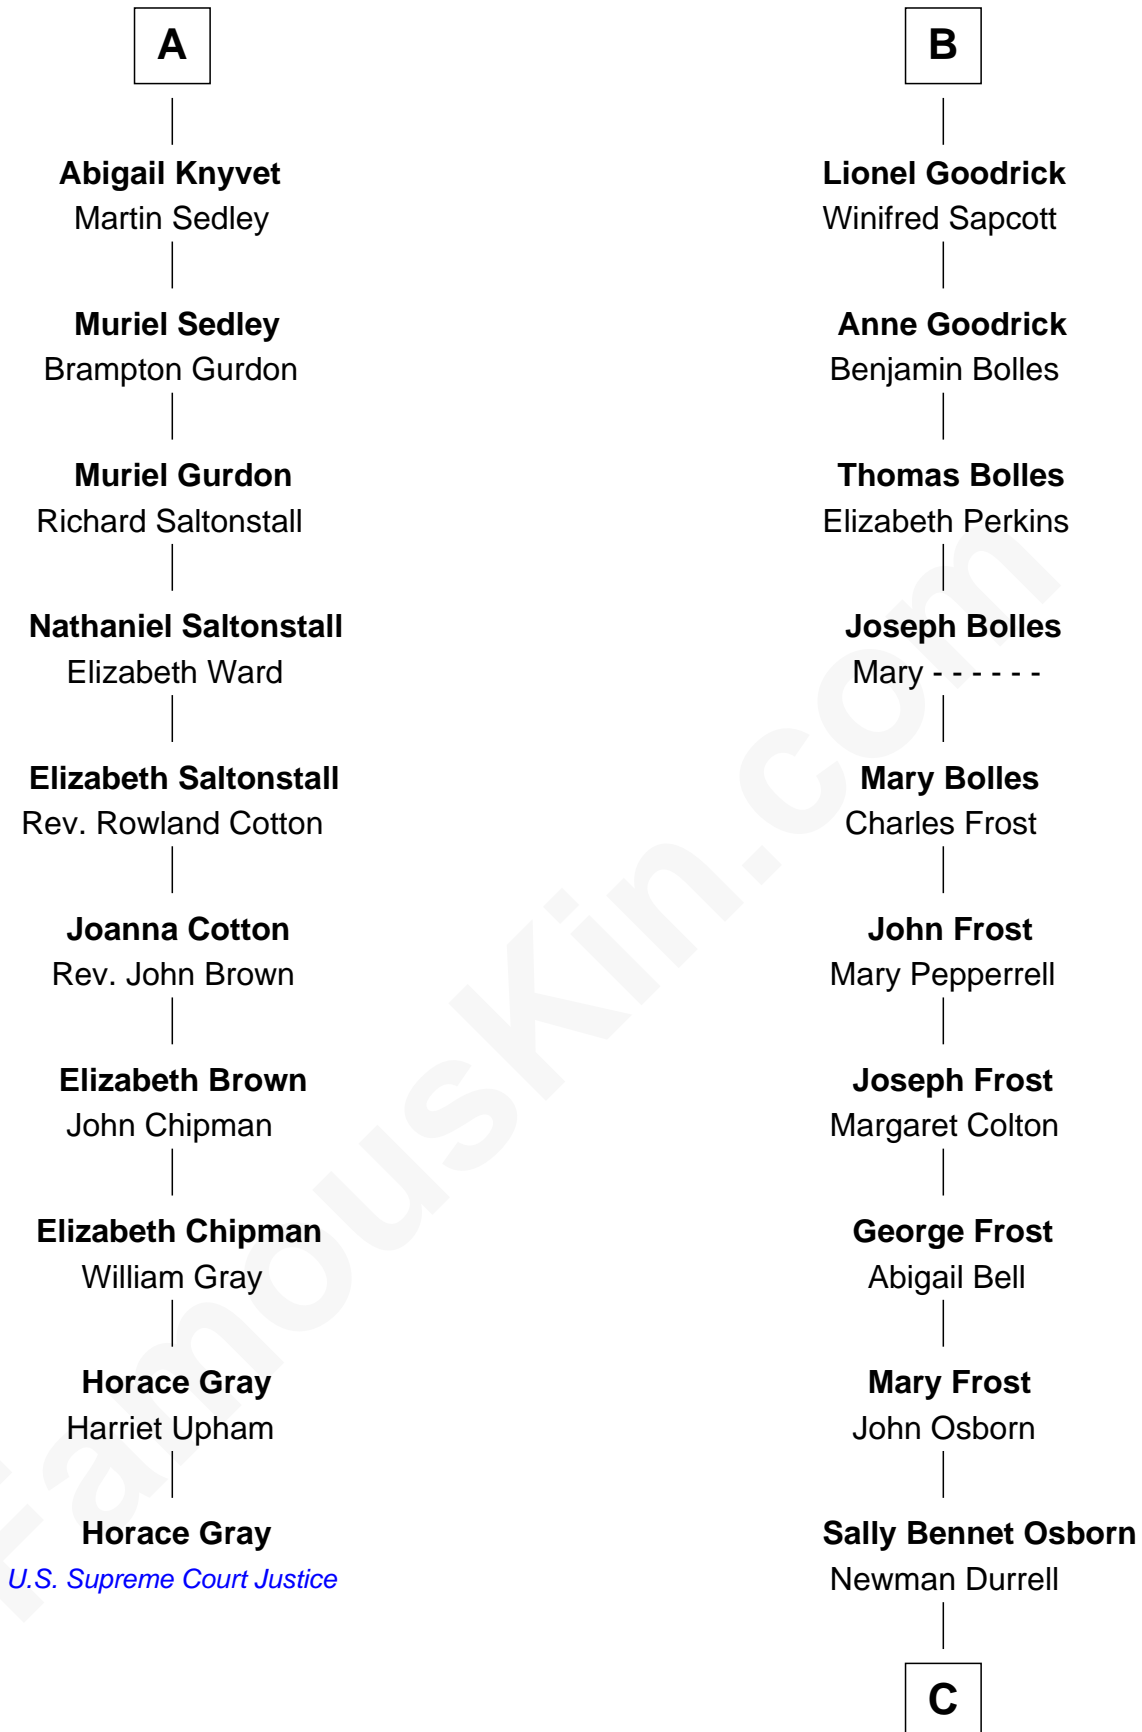 A
Abigail Knyvet
Martin Sedley
Muriel Sedley
Brampton Gurdon
Muriel Gurdon
Richard Saltonstall
Nathaniel Saltonstall
Elizabeth Ward
Elizabeth Saltonstall
Rev. Rowland Cotton
Joanna Cotton
Rev. John Brown
Elizabeth Brown
John Chipman
Elizabeth Chipman
William Gray
Horace Gray
Harriet Upham
Horace Gray
U.S. Supreme Court Justice
B
Lionel Goodrick
Winifred Sapcott
Anne Goodrick
Benjamin Bolles
Thomas Bolles
Elizabeth Perkins
Joseph Bolles
Mary - - - - - -
Mary Bolles
Charles Frost
John Frost
Mary Pepperrell
Joseph Frost
Margaret Colton
George Frost
Abigail Bell
Mary Frost
John Osborn
Sally Bennet Osborn
Newman Durrell
C
FamousKin.com